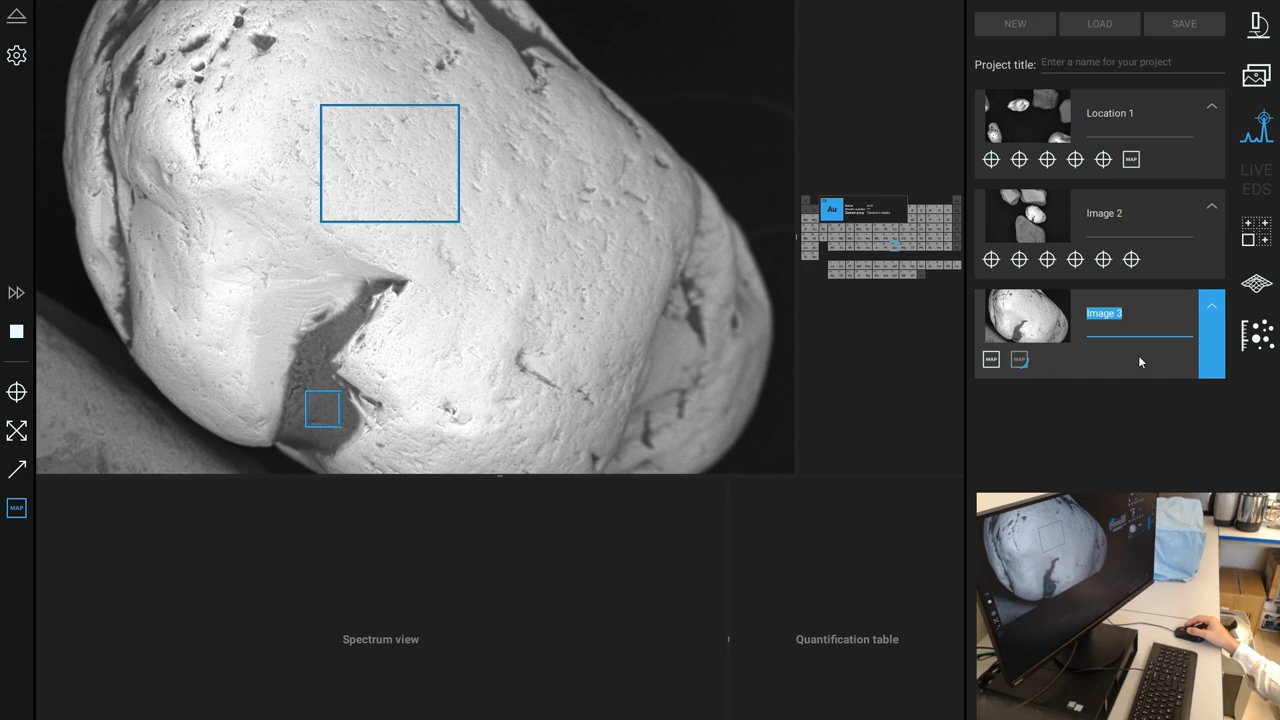 NEW LOAD SAVE
Project title: Enter a name for your project
Location 1
MAP
Image 2
Image 3
MAP MAP
LIVE
EDS
MAP
Au
Spectrum view
Quantification table